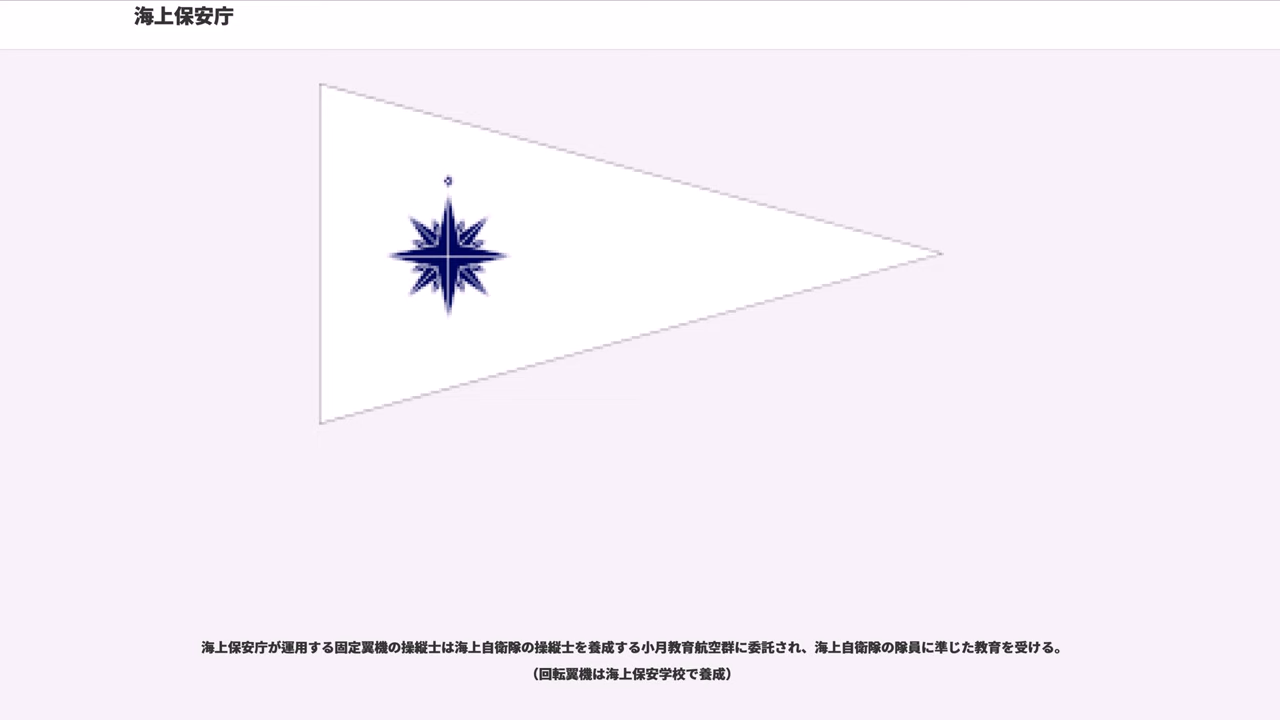 海上保安庁
海上保安庁が運用する固定翼機の操縦士は海上自衛隊の操縦士を養成する小月教育航空群に委託され、海上自衛隊の隊員に準じた教育を受ける。
（回転翼機は海上保安学校で養成）